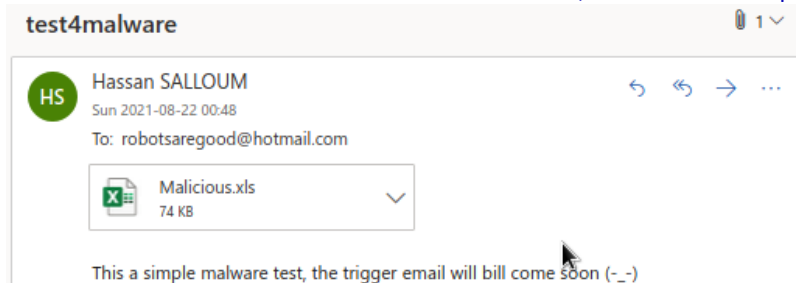 test4malware
1
HS
Hassan SALLOUM
Sun 2021-08-22 00:48
To: robotsaregood@hotmail.com
Malicious.xls
74 KB
This a simple malware test, the trigger email will bill come soon (-_-)